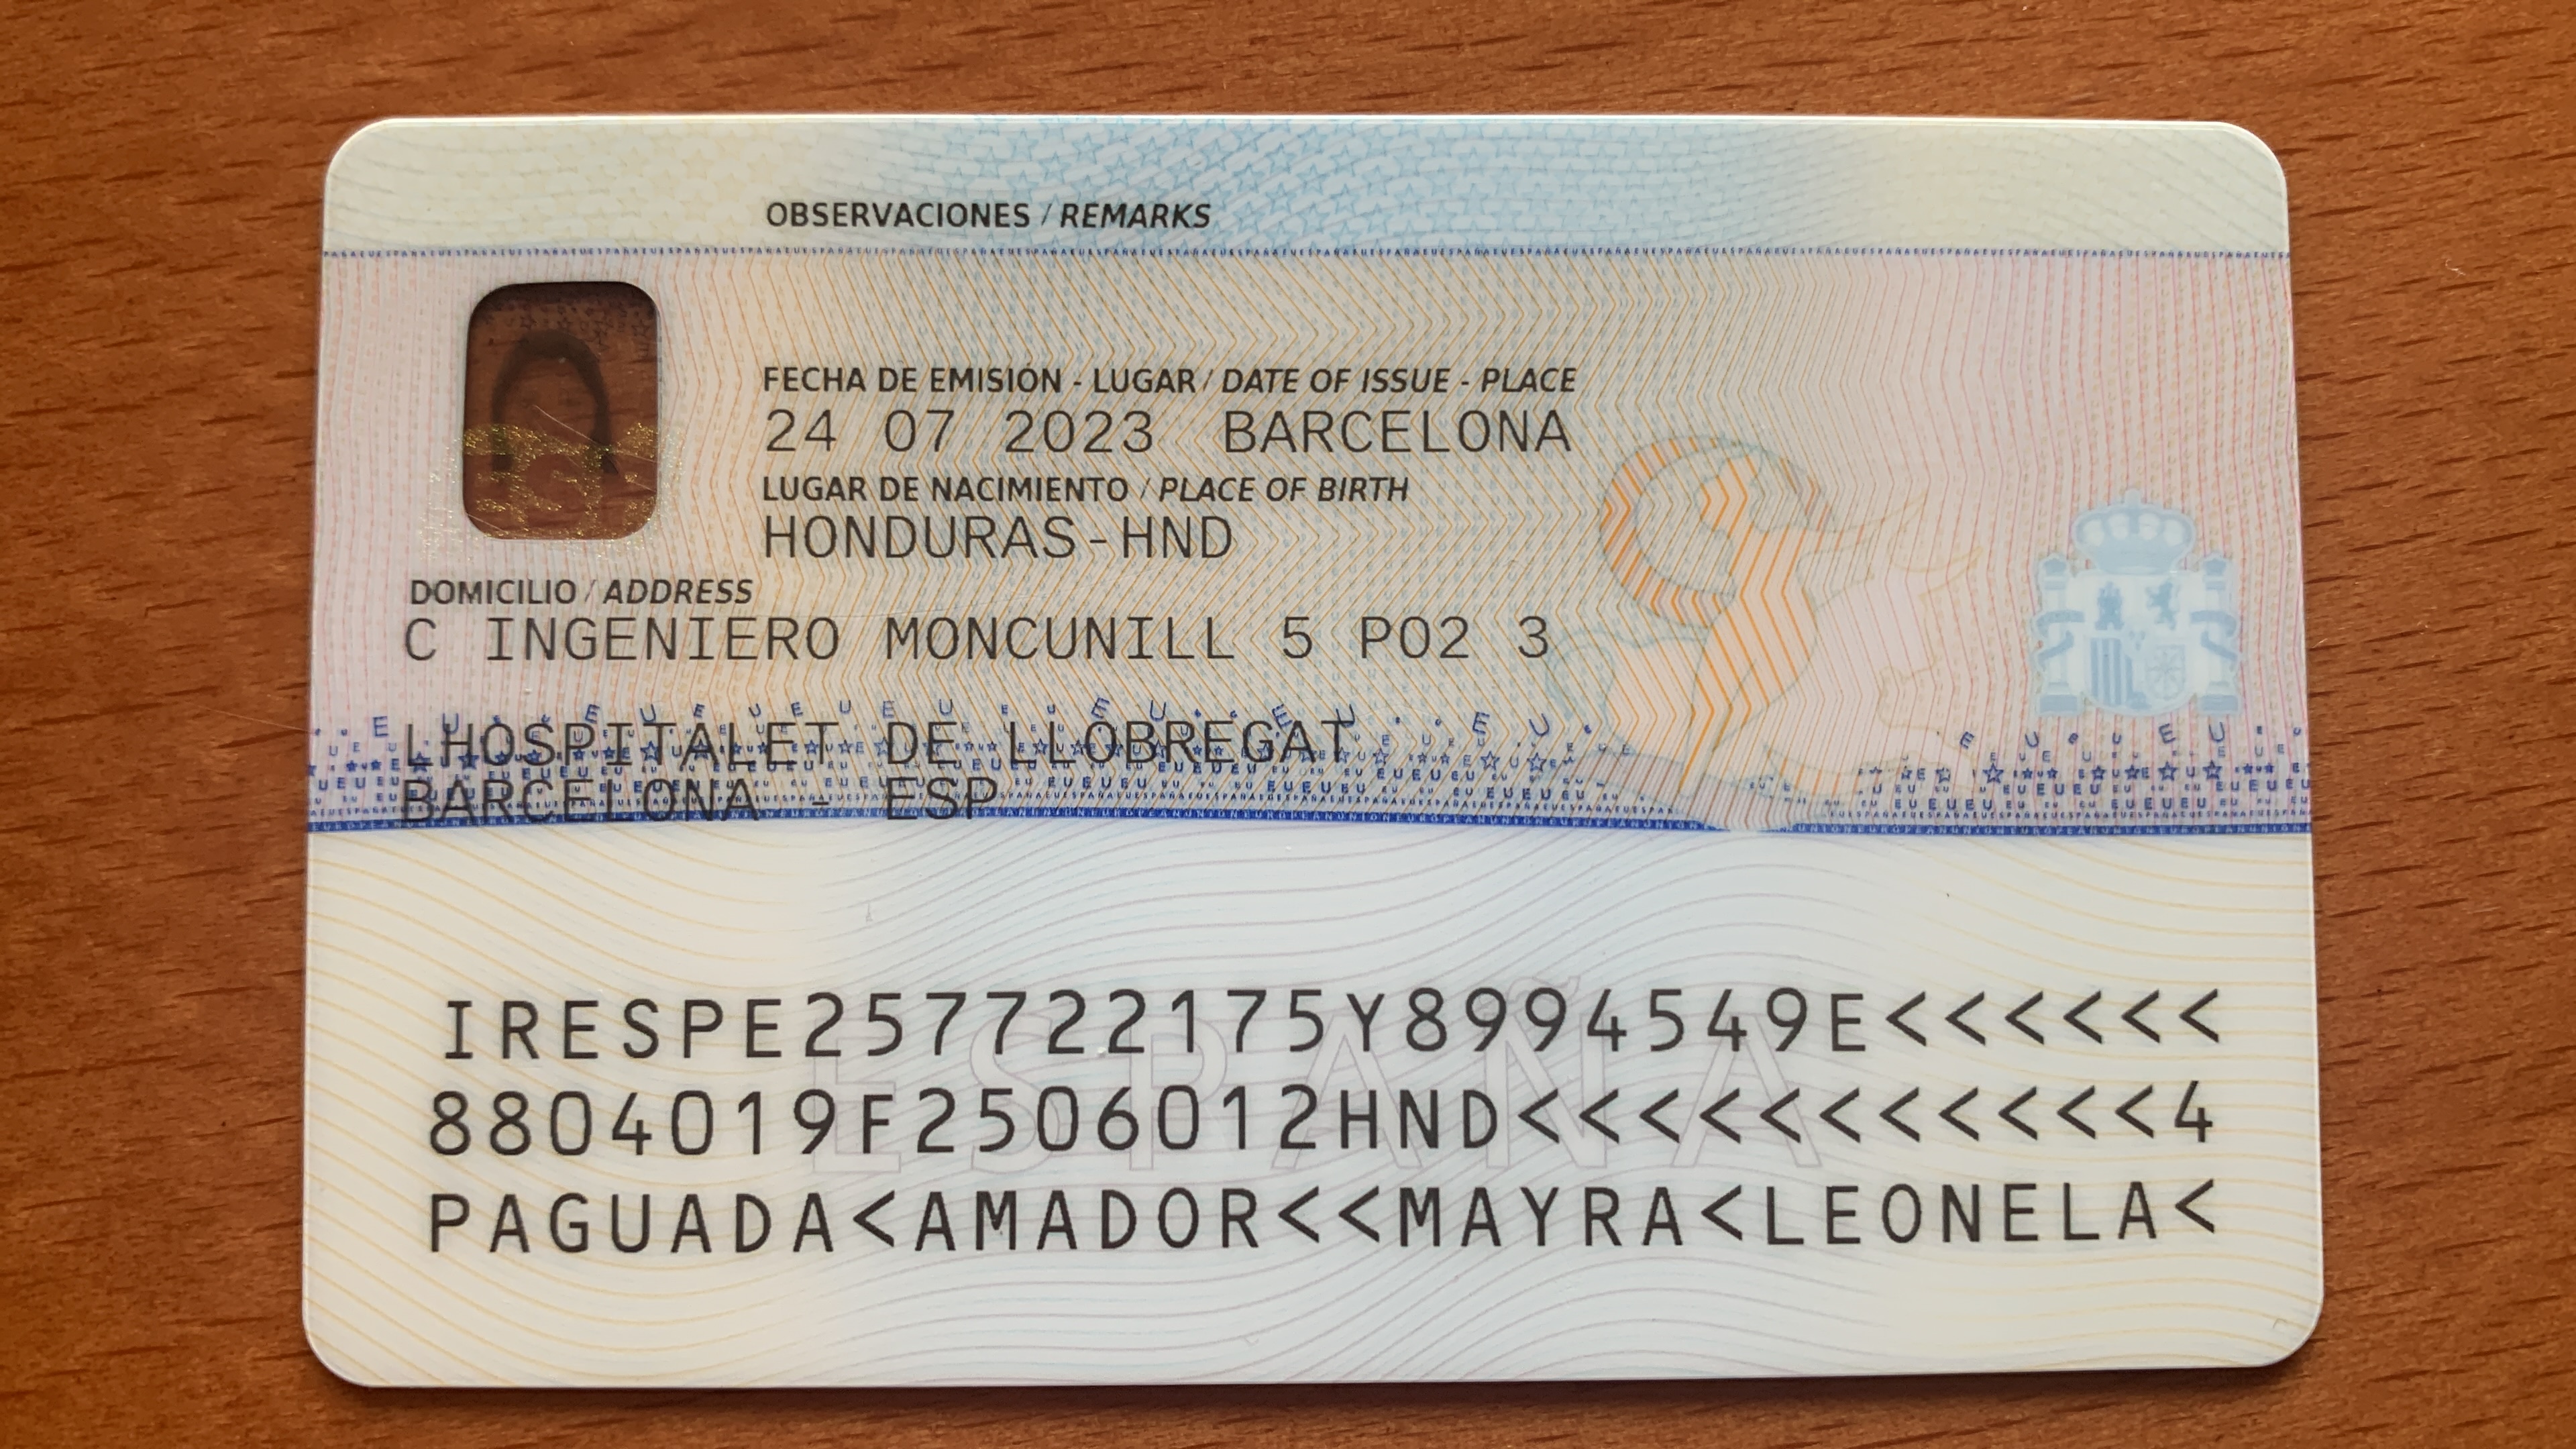 OBSERVACIONES / REMARKS
FECHA DE EMISIÓN - LUGAR / DATE OF ISSUE - PLACE
24 07 2023 BARCELONA
LUGAR DE NACIMIENTO / PLACE OF BIRTH
HONDURAS-HND
DOMICILIO / ADDRESS
C INGENIERO MONCUNILL 5 P02 3
LHOSPITALET DE LLOBREGAT
BARCELONA - ESP
IRESPE257722175Y8994549E<<<<<<
8804019F2506012HND<<<<<<<<<<<4
PAGUADA<AMADOR<<MAYRA<LEONELA<